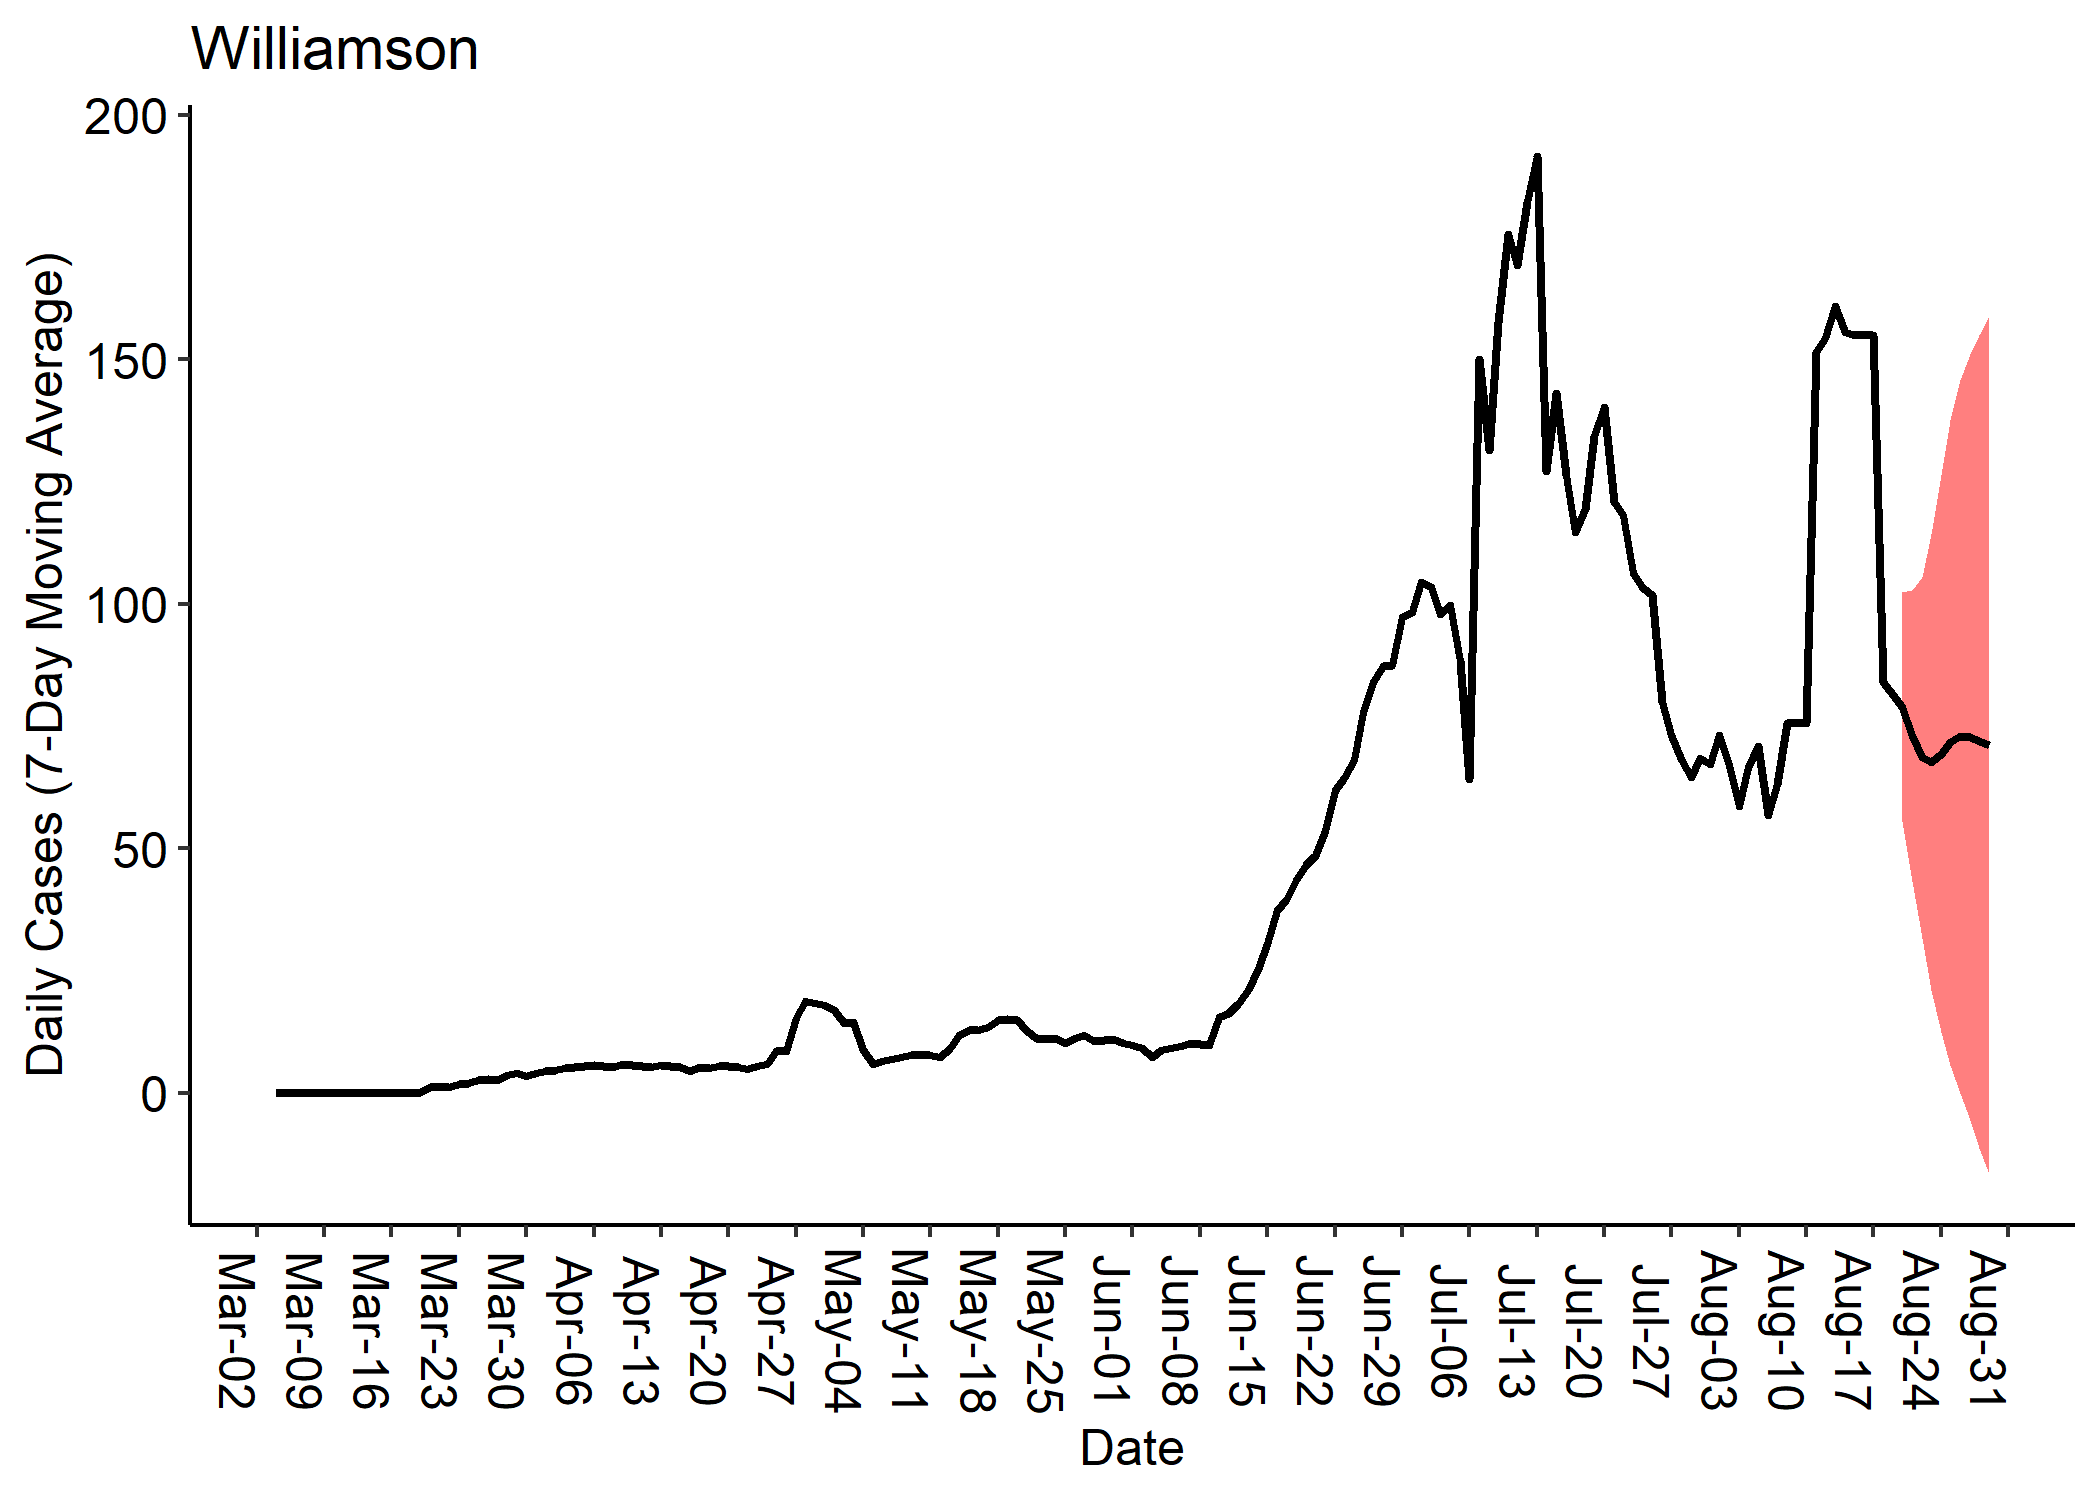 Williamson
200
150
100
50
0
Daily Cases (7-Day Moving Average)
Mar-02
Mar-09
Mar-16
Mar-23
Mar-30
Apr-06
Apr-13
Apr-20
Apr-27
May-04
May-11
May-18
May-25
Jun-01
Jun-08
Jun-15
Jun-22
Jun-29
Jul-06
Jul-13
Jul-20
Jul-27
Aug-03
Aug-10
Aug-17
Aug-24
Aug-31
Date